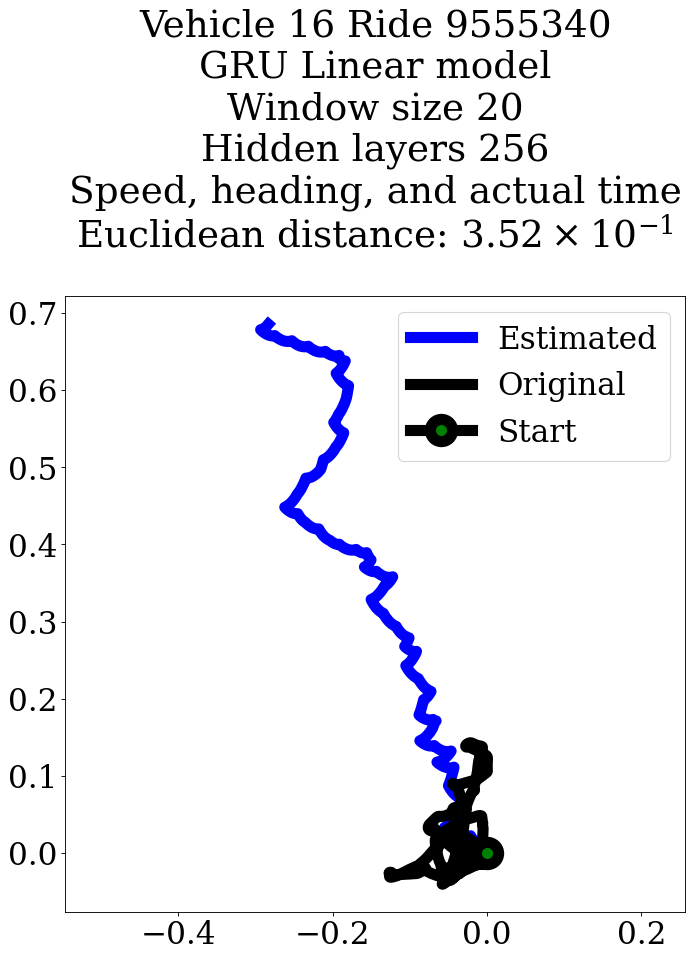 Vehicle 16 Ride 9555340
GRU Linear model
Window size 20
Hidden layers 256
Speed, heading, and actual time
Euclidean distance: 3.52 × 10⁻¹
0.7
0.6
0.5
0.4
0.3
0.2
0.1
0.0
Estimated
Original
Start
−0.4 −0.2 0.0 0.2